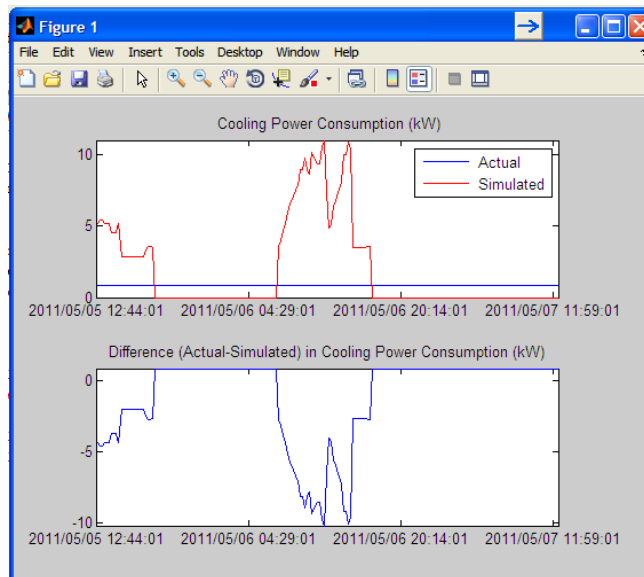 Figure 1
File Edit View Insert Tools Desktop Window Help
Cooling Power Consumption (kW)
10
5
0
Actual
Simulated
2011/05/05 12:44:01 2011/05/06 04:29:01 2011/05/06 20:14:01 2011/05/07 11:59:01
Difference (Actual-Simulated) in Cooling Power Consumption (kW)
0
-5
-10
2011/05/05 12:44:01 2011/05/06 04:29:01 2011/05/06 20:14:01 2011/05/07 11:59:01